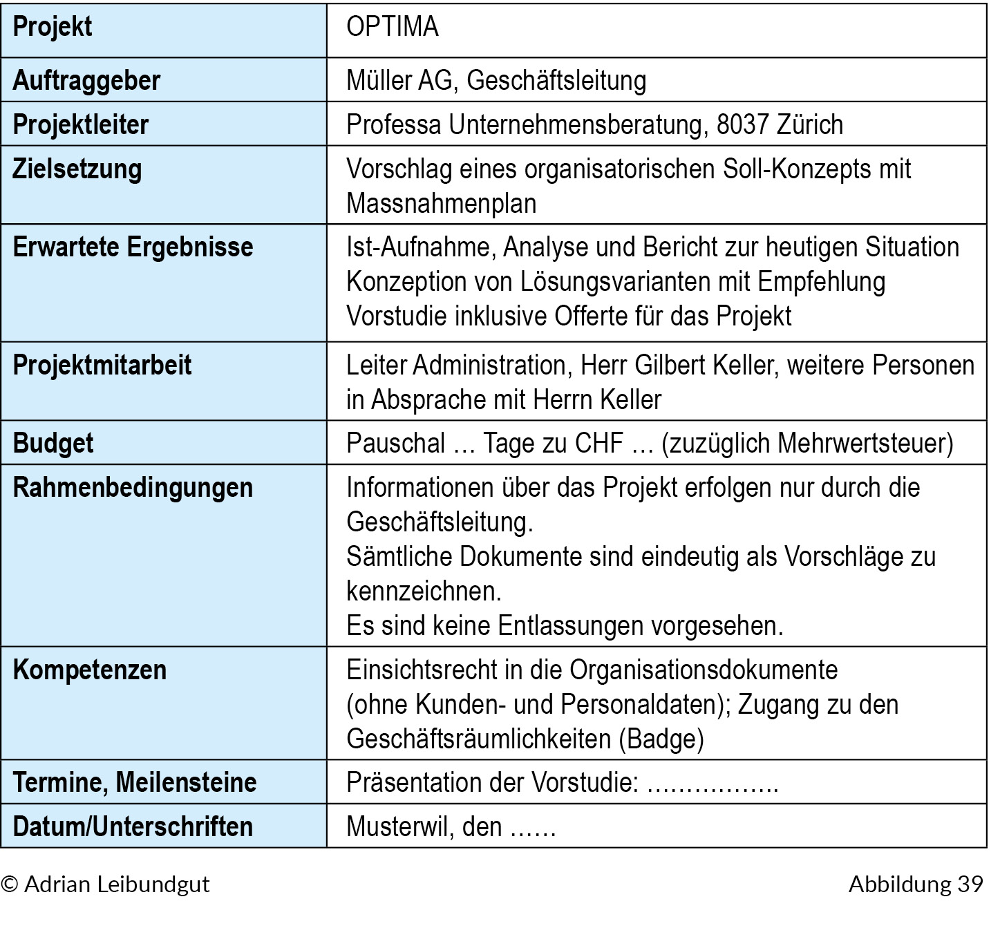 Projekt OPTIMA
Auftraggeber Müller AG, Geschäftsleitung
Projektleiter Professa Unternehmensberatung, 8037 Zürich
Zielsetzung Vorschlag eines organisatorischen Soll-Konzepts mit
Massnahmenplan
Erwartete Ergebnisse Ist-Aufnahme, Analyse und Bericht zur heutigen Situation
Konzeption von Lösungsvarianten mit Empfehlung
Vorstudie inklusive Offerte für das Projekt
Projektmitarbeit Leiter Administration, Herr Gilbert Keller, weitere Personen
in Absprache mit Herrn Keller
Budget Pauschal … Tage zu CHF … (zuzüglich Mehrwertsteuer)
Rahmenbedingungen Informationen über das Projekt erfolgen nur durch die
Geschäftsleitung.
Sämtliche Dokumente sind eindeutig als Vorschläge zu
kennzeichnen.
Es sind keine Entlassungen vorgesehen.
Kompetenzen Einsichtsrecht in die Organisationsdokumente
(ohne Kunden- und Personaldaten); Zugang zu den
Geschäftsräumlichkeiten (Badge)
Termine, Meilensteine Präsentation der Vorstudie: ……………..
Datum/Unterschriften Musterwil, den ……
© Adrian Leibundgut Abbildung 39